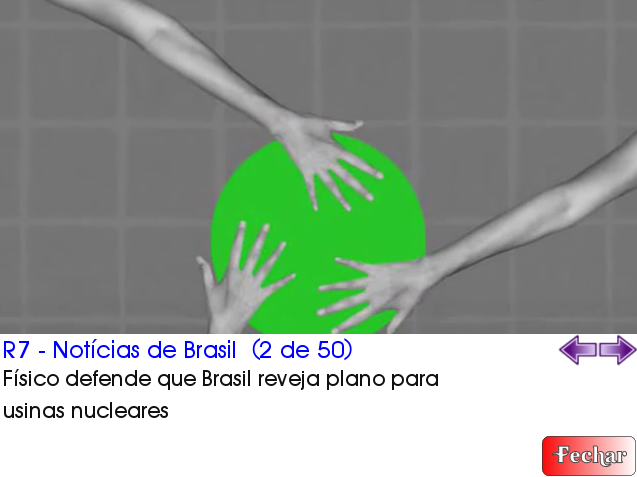 R7 - Notícias de Brasil (2 de 50)
Físico defende que Brasil reveja plano para
usinas nucleares
Fechar